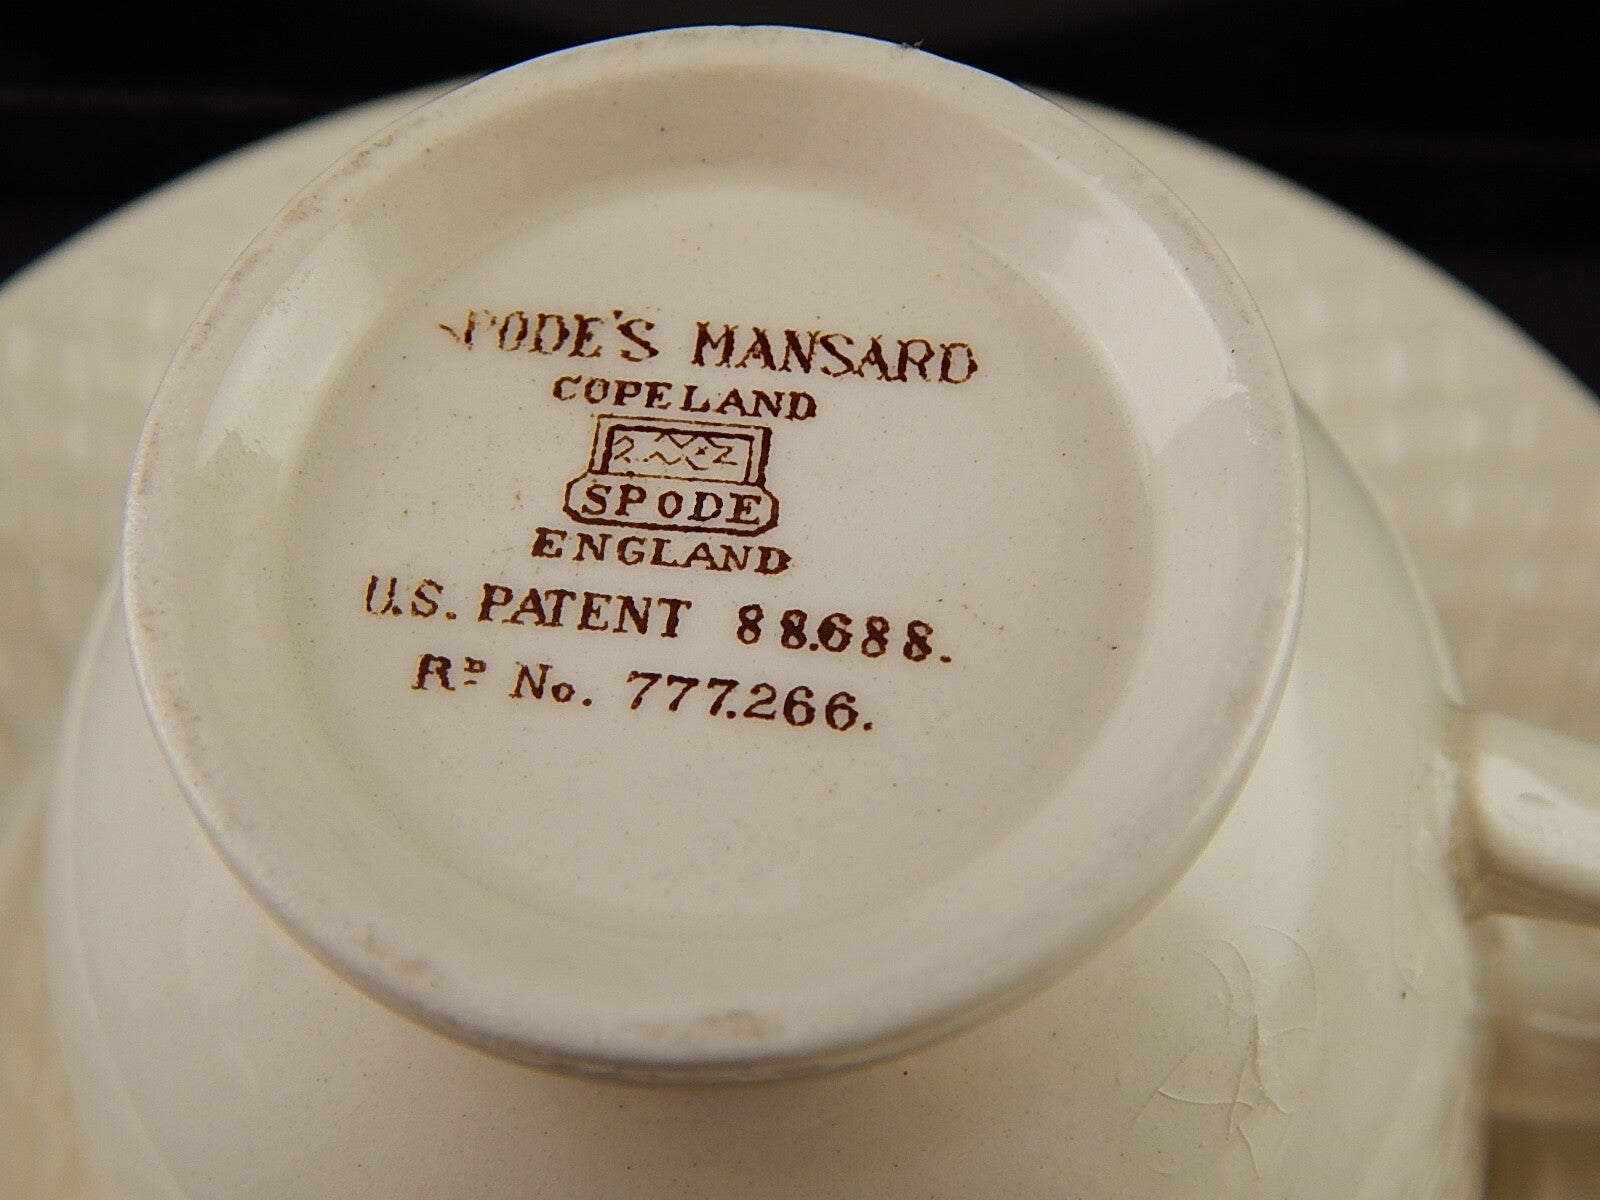 SPODE'S MANSARD
COPELAND
SPODE
ENGLAND
U.S. PATENT 88.688.
Rᴰ No. 777.266.